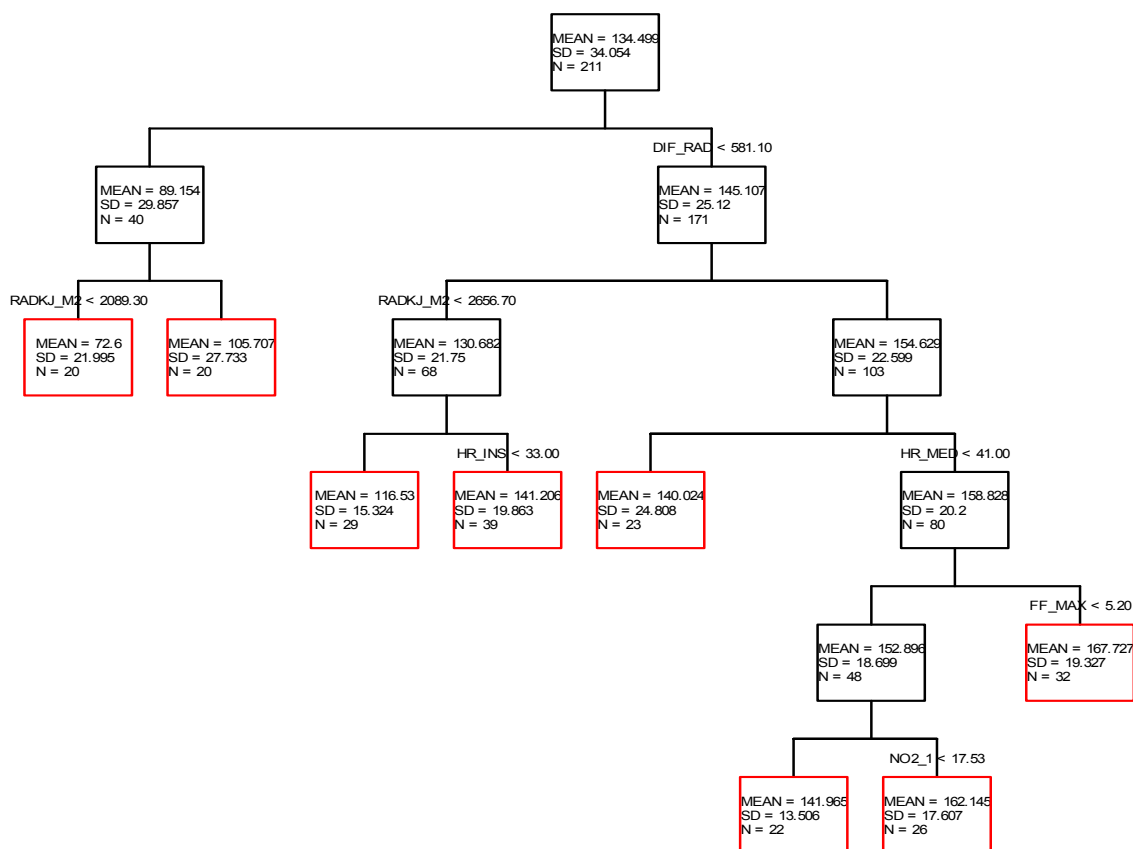 MEAN = 134.499
SD = 34.054
N = 211
DIF_RAD < 581.10
MEAN = 89.154
SD = 29.857
N = 40
MEAN = 145.107
SD = 25.12
N = 171
RADKJ_M2 < 2089.30
RADKJ_M2 < 2656.70
MEAN = 72.6
SD = 21.995
N = 20
MEAN = 105.707
SD = 27.733
N = 20
MEAN = 130.682
SD = 21.75
N = 68
MEAN = 154.629
SD = 22.599
N = 103
HR_INS < 33.00
HR_MED < 41.00
MEAN = 116.53
SD = 15.324
N = 29
MEAN = 141.206
SD = 19.863
N = 39
MEAN = 140.024
SD = 24.808
N = 23
MEAN = 158.828
SD = 20.2
N = 80
FF_MAX < 5.20
MEAN = 152.896
SD = 18.699
N = 48
MEAN = 167.727
SD = 19.327
N = 32
NO2_1 < 17.53
MEAN = 141.965
SD = 13.506
N = 22
MEAN = 162.145
SD = 17.607
N = 26